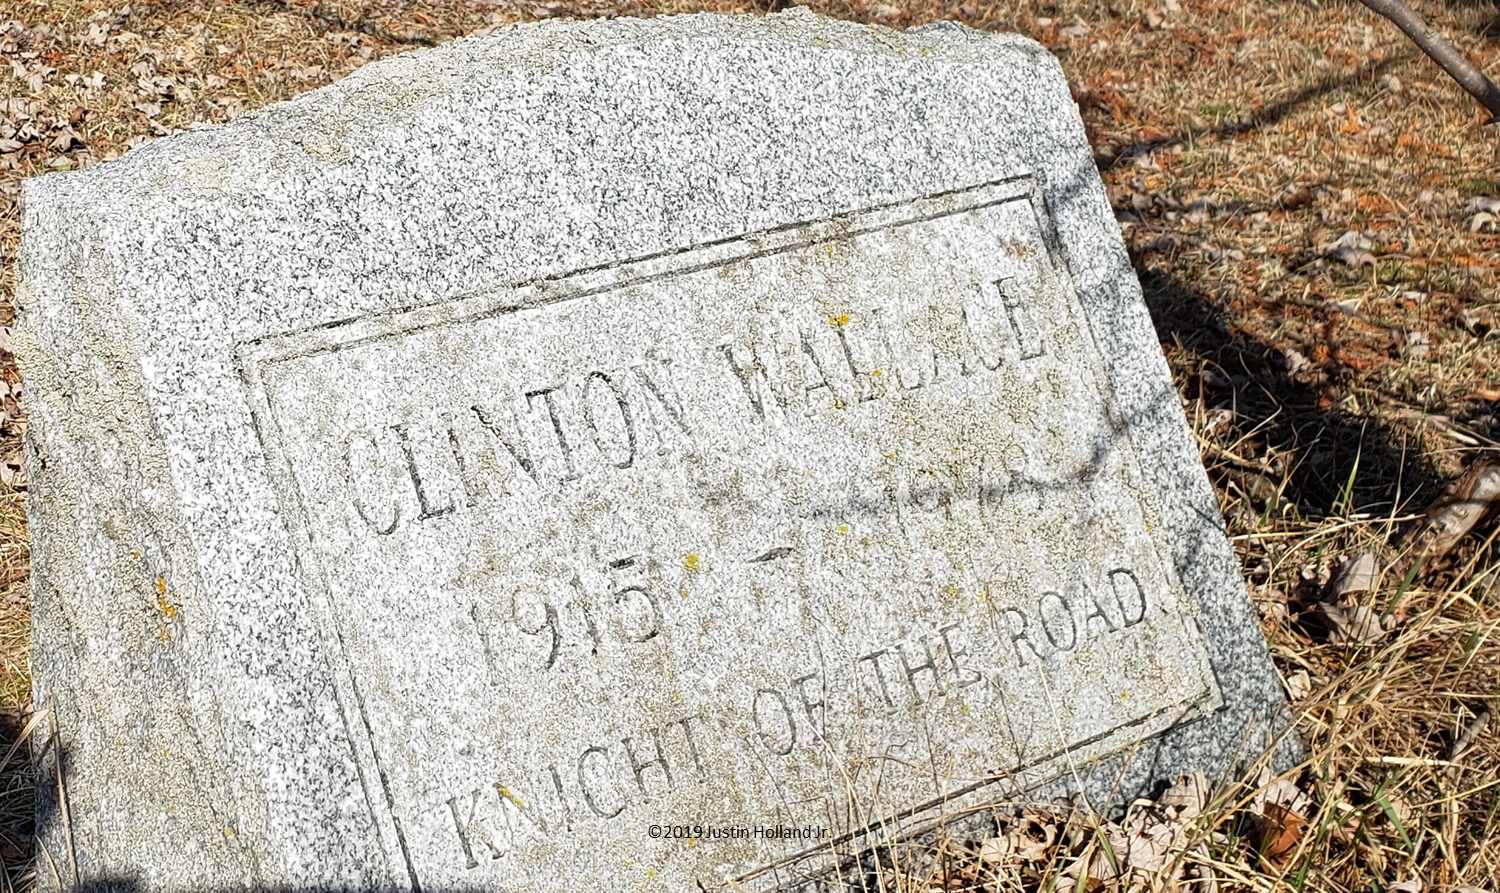 CLINTON WALLACE
1915 -
KNIGHT OF THE ROAD
©2019 Justin Holland Jr.